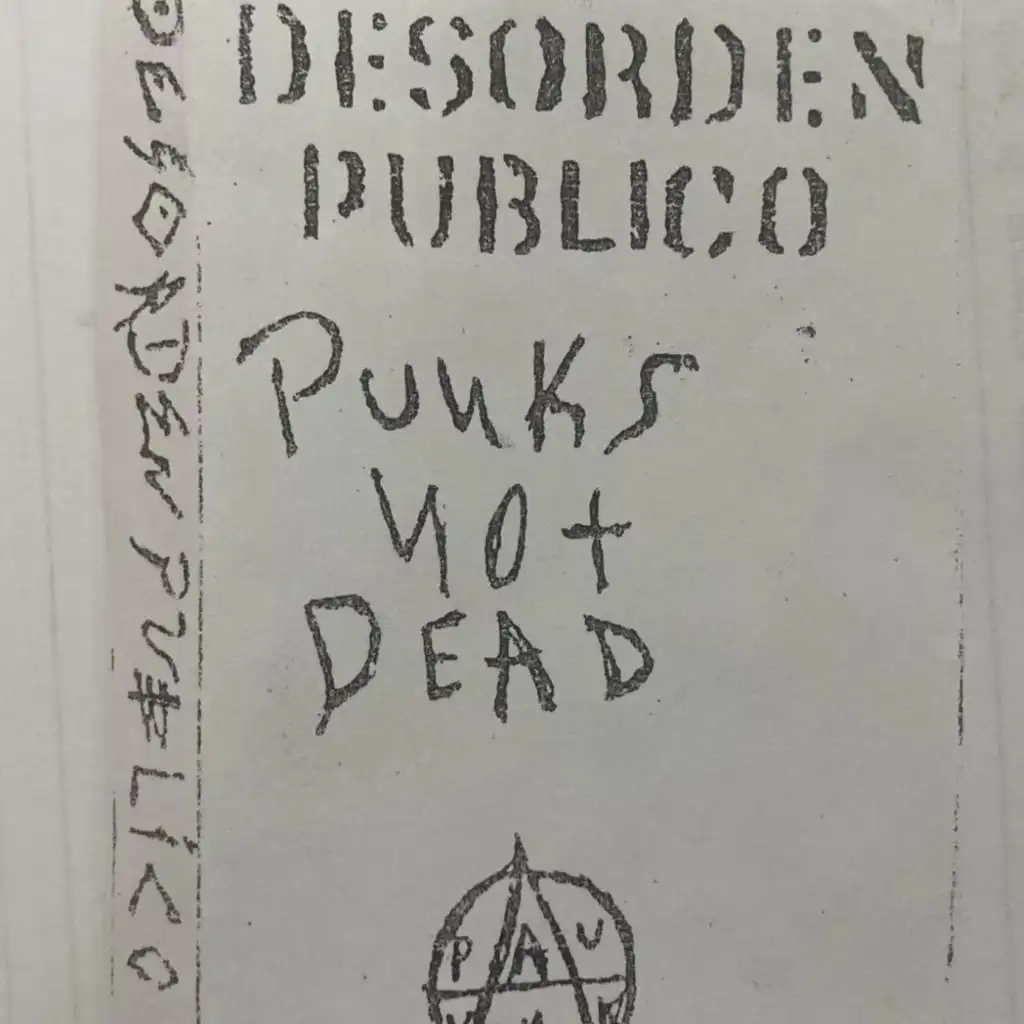 DESORDEN
PUBLICO
PUNKS
NOt
DEAD
DESORDEN PUBLiCO
P A U